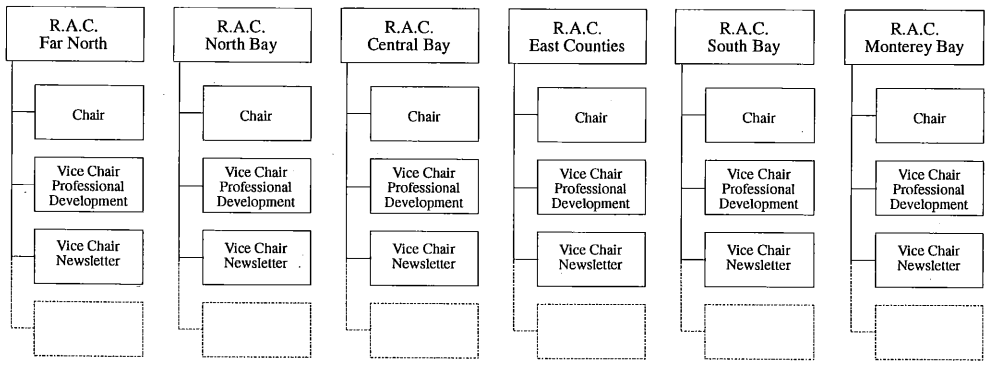 R.A.C.
Far North
Chair
Vice Chair
Professional
Development
Vice Chair
Newsletter
R.A.C.
North Bay
Chair
Vice Chair
Professional
Development
Vice Chair
Newsletter
R.A.C.
Central Bay
Chair
Vice Chair
Professional
Development
Vice Chair
Newsletter
R.A.C.
East Counties
Chair
Vice Chair
Professional
Development
Vice Chair
Newsletter
R.A.C.
South Bay
Chair
Vice Chair
Professional
Development
Vice Chair
Newsletter
R.A.C.
Monterey Bay
Chair
Vice Chair
Professional
Development
Vice Chair
Newsletter